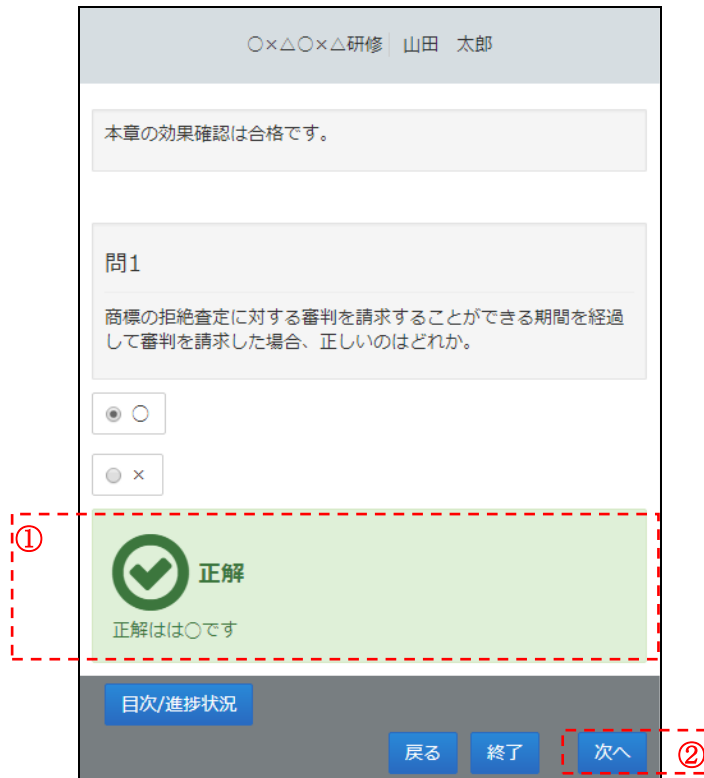 ○×△○×△研修 山田 太郎
本章の効果確認は合格です。
問1
商標の拒絶査定に対する審判を請求することができる期間を経過
して審判を請求した場合、正しいのはどれか。
○
×
①
正解
正解はは○です
目次/進捗状況
戻る 終了 次へ ②